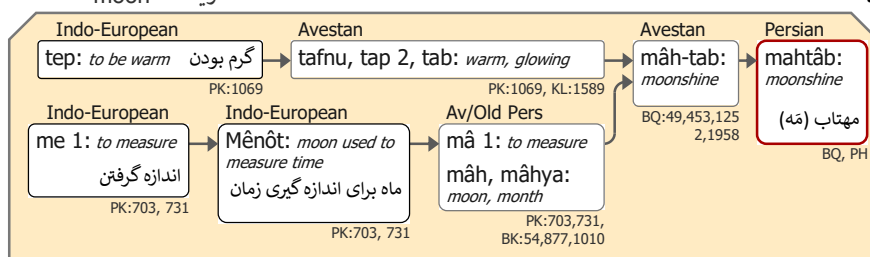 Indo-European
tep: to be warm گرم بودن
PK:1069
Avestan
tafnu, tap 2, tab: warm, glowing
PK:1069, KL:1589
Avestan
mâh-tab:
moonshine
BQ:49,453,125
2,1958
Persian
mahtâb:
moonshine
مهتاب (مَه)
BQ, PH
Indo-European
me 1: to measure
اندازه گرفتن
PK:703, 731
Indo-European
Mênôt: moon used to
measure time
ماه برای اندازه گیری زمان
PK:703, 731
Av/Old Pers
mâ 1: to measure
mâh, mâhya:
moon, month
PK:703,731,
BK:54,877,1010